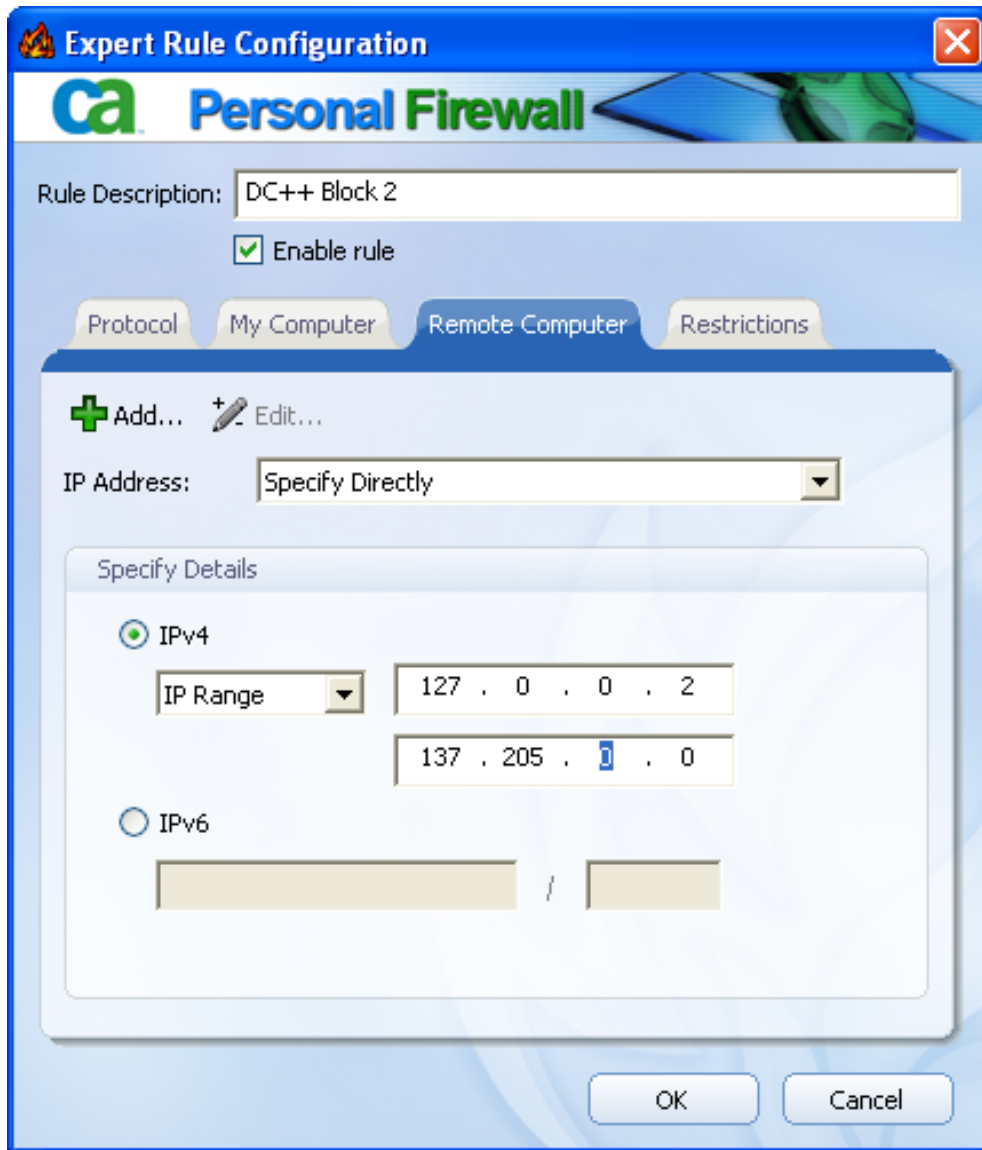 Expert Rule Configuration
ca Personal Firewall
Rule Description: DC++ Block 2
Enable rule
Protocol My Computer Remote Computer Restrictions
Add... Edit...
IP Address: Specify Directly
Specify Details
IPv4
IP Range 127 . 0 . 0 . 2
137 . 205 . 0 . 0
IPv6
/
OK Cancel